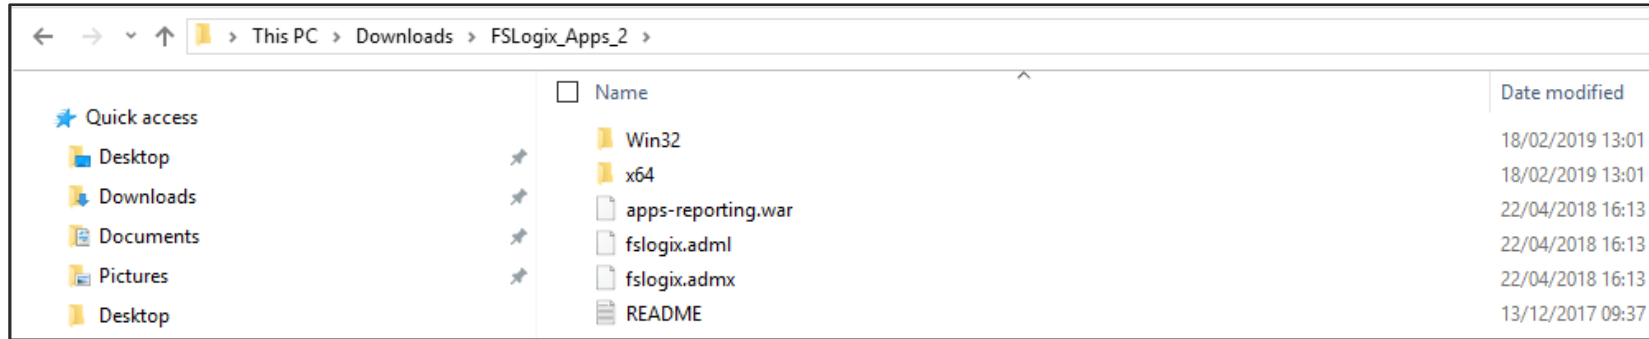 This PC > Downloads > FSLogix_Apps_2 >
Name Date modified
Quick access
Desktop
Downloads
Documents
Pictures
Desktop
Win32 18/02/2019 13:01
x64 18/02/2019 13:01
apps-reporting.war 22/04/2018 16:13
fslogix.adml 22/04/2018 16:13
fslogix.admx 22/04/2018 16:13
README 13/12/2017 09:37